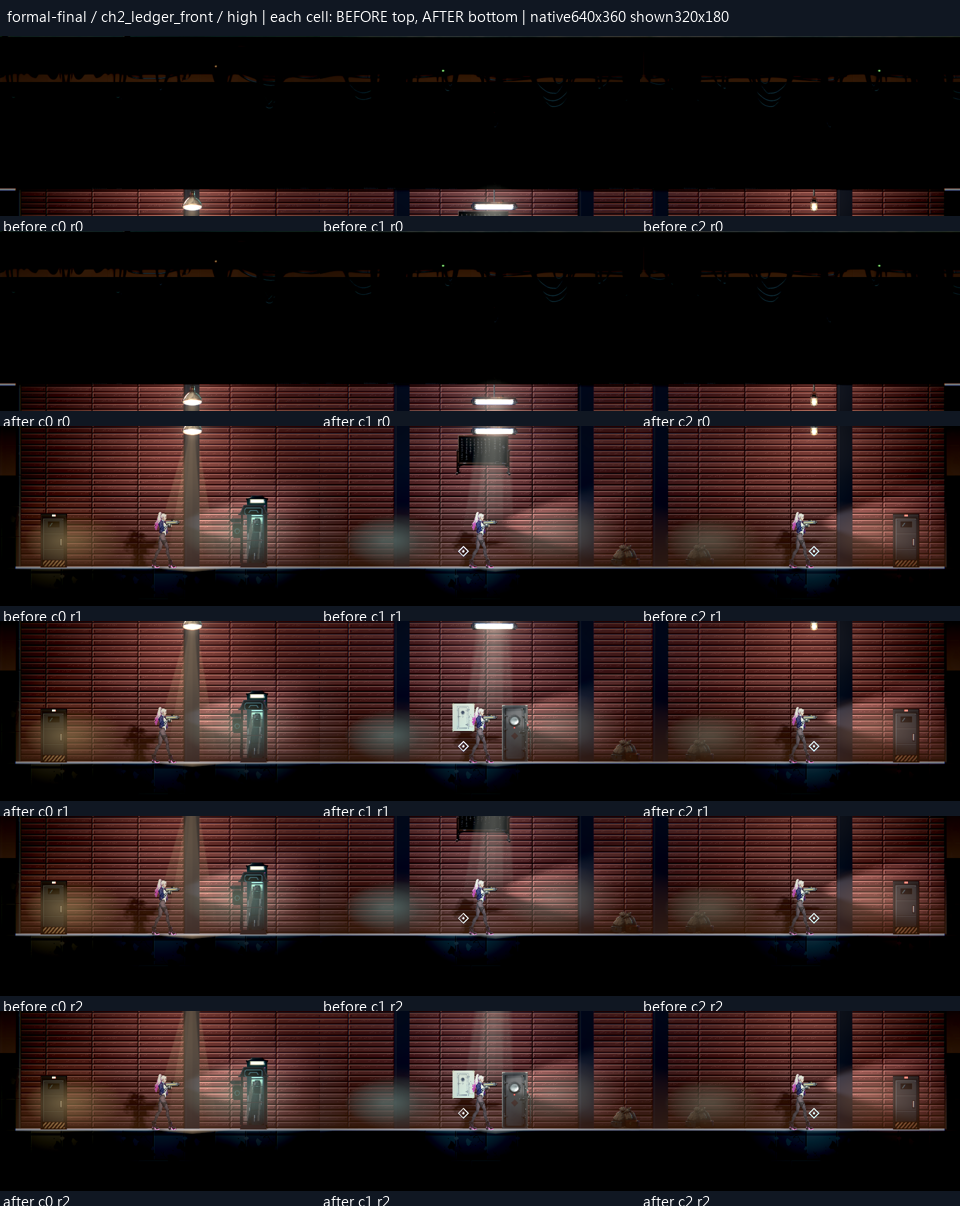 formal-final / ch2_ledger_front / high | each cell: BEFORE top, AFTER bottom | native640x360 shown320x180
before c0 r0
before c1 r0
before c2 r0
after c0 r0
after c1 r0
after c2 r0
before c0 r1
before c1 r1
before c2 r1
after c0 r1
after c1 r1
after c2 r1
before c0 r2
before c1 r2
before c2 r2
after c0 r2
after c1 r2
after c2 r2